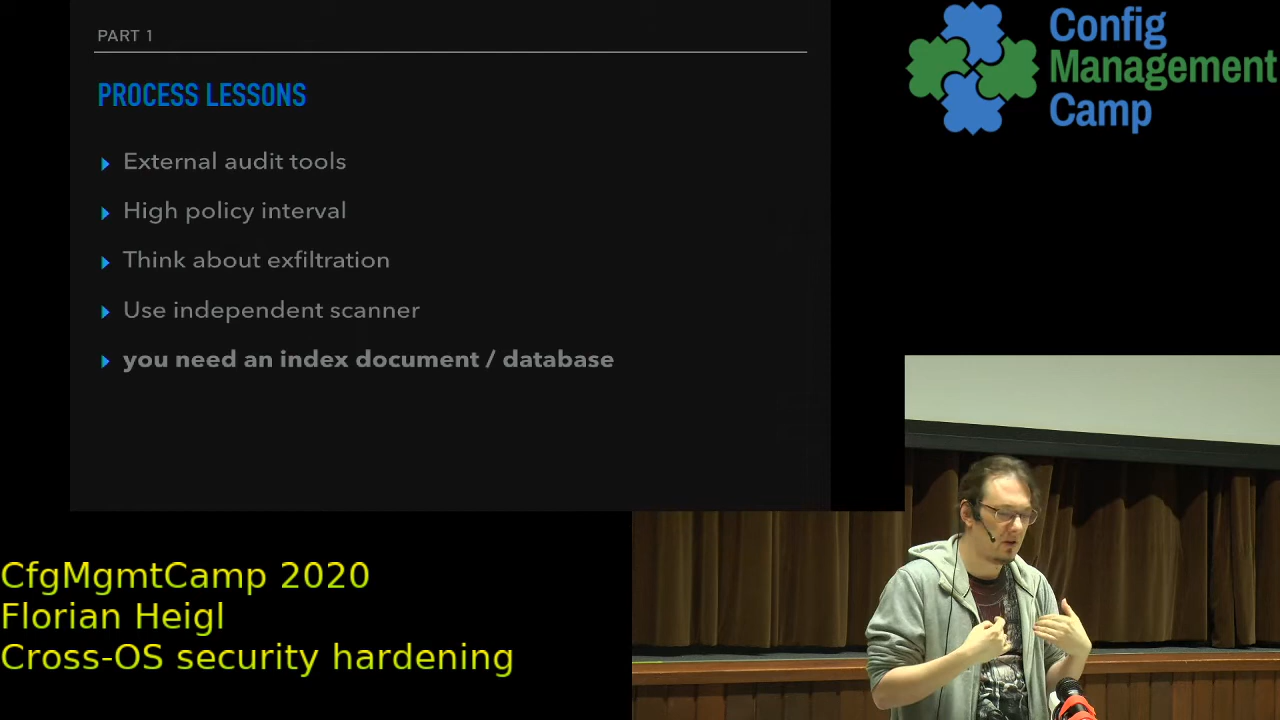 PART 1
PROCESS LESSONS
External audit tools
High policy interval
Think about exfiltration
Use independent scanner
you need an index document / database
Config
Management
Camp
CfgMgmtCamp 2020
Florian Heigl
Cross-OS security hardening